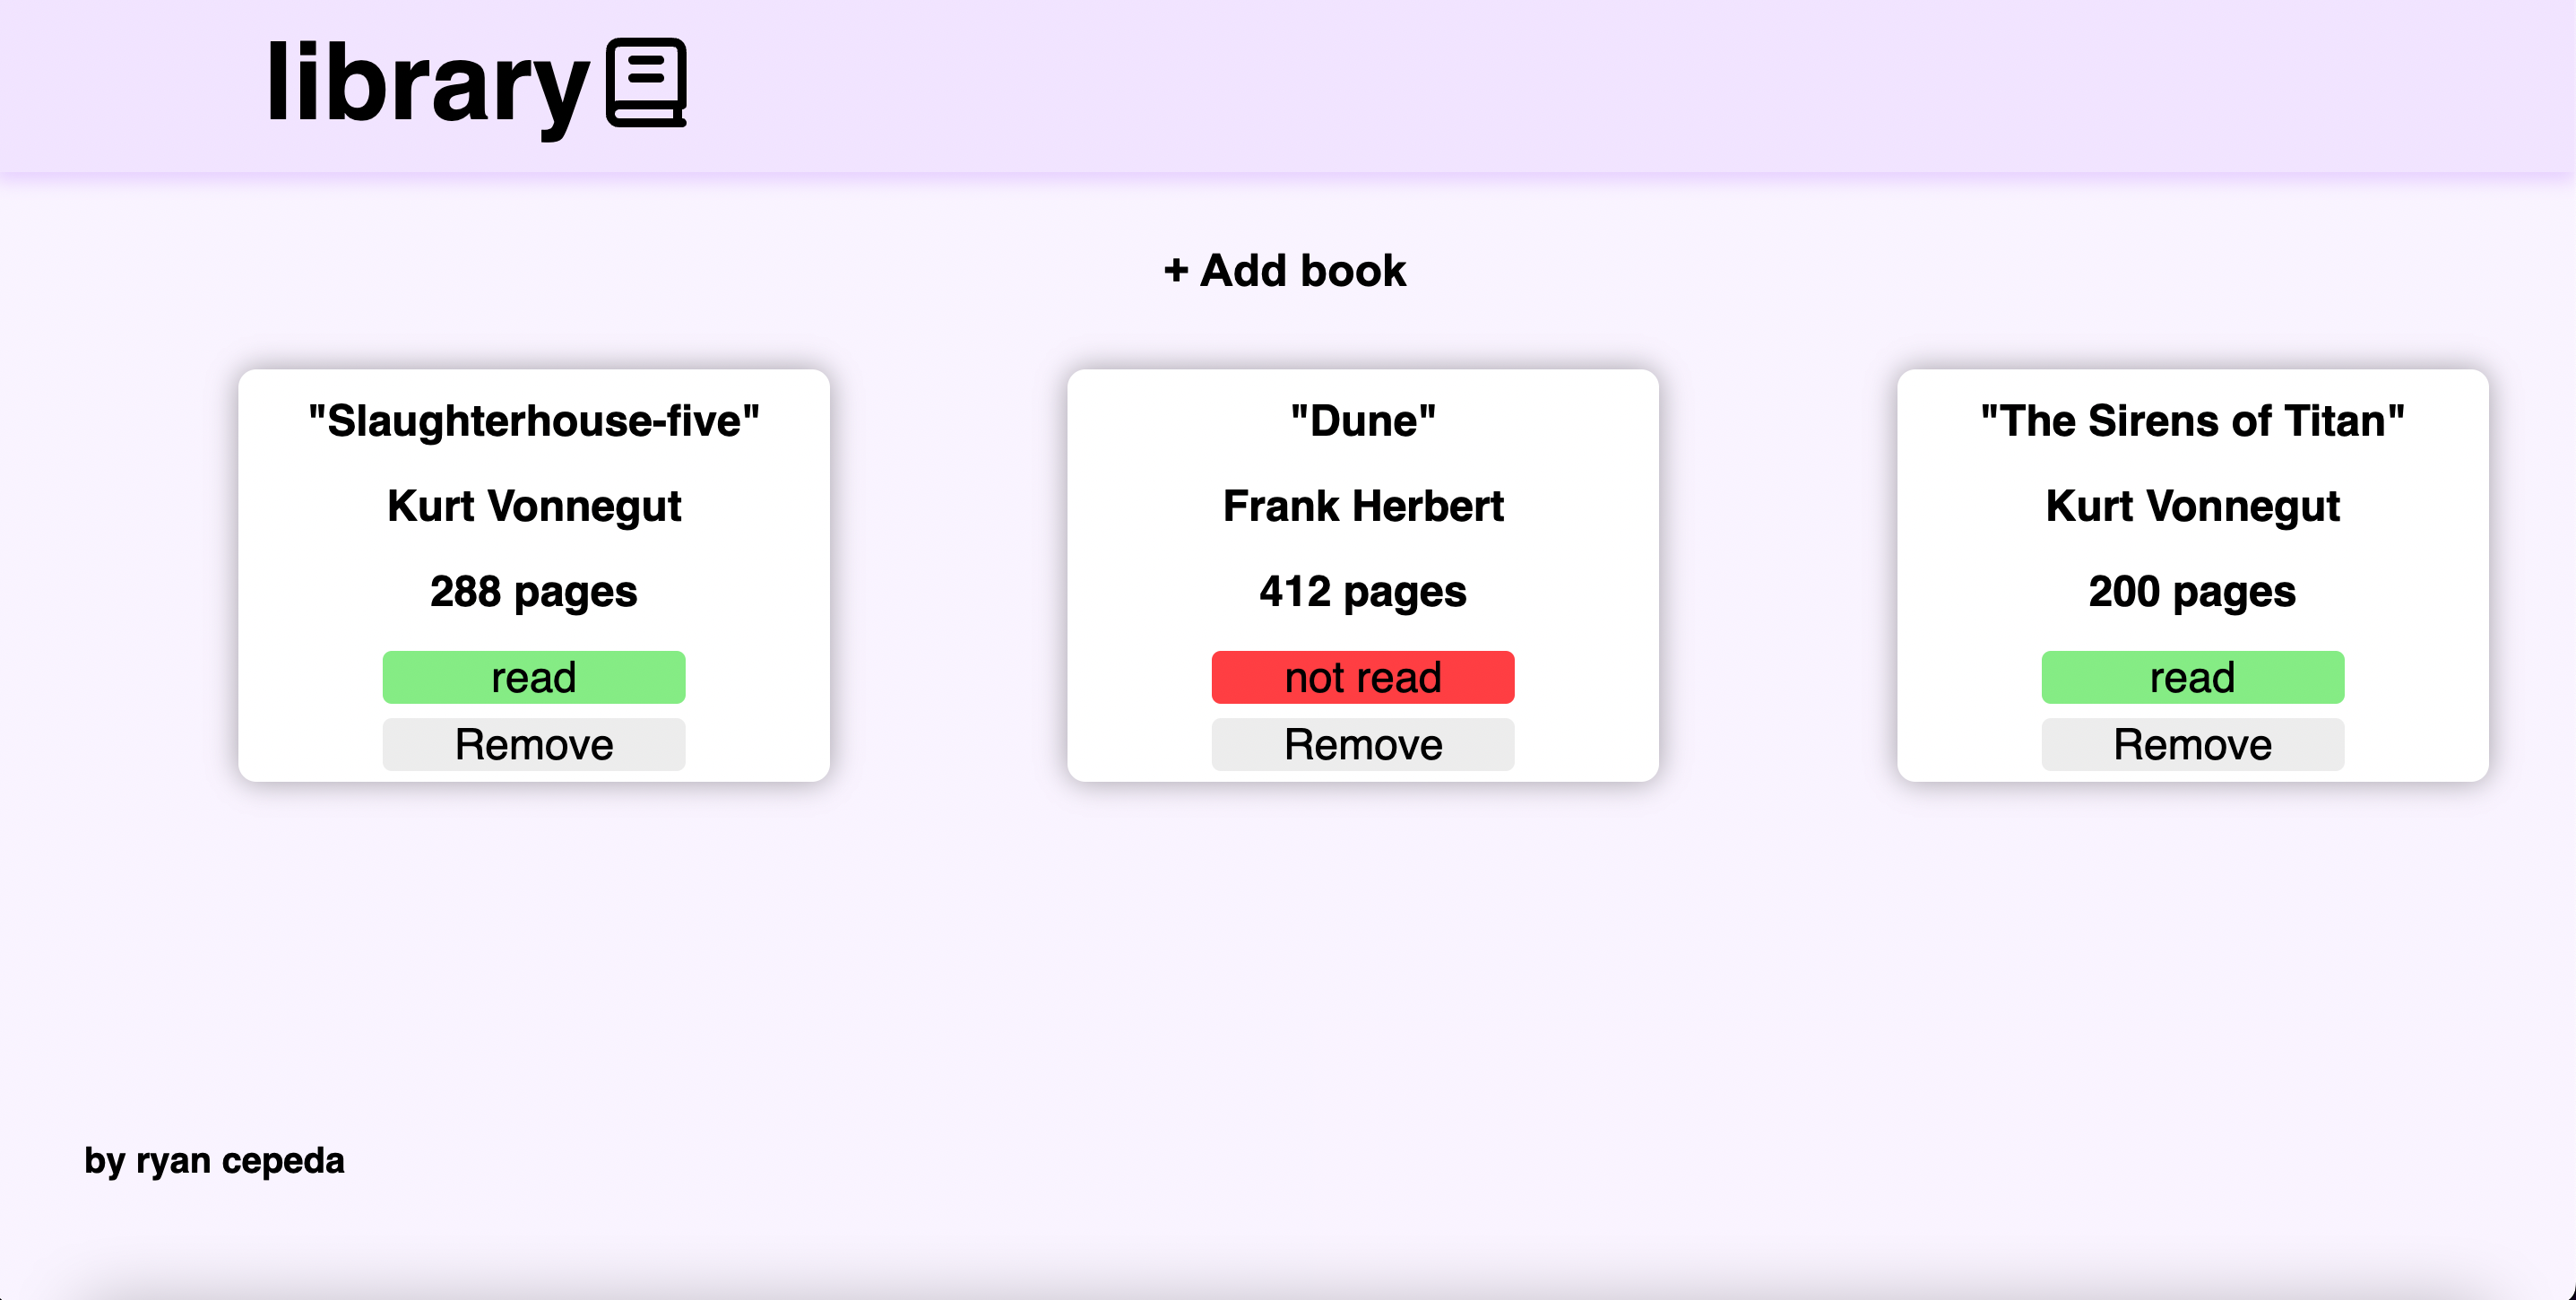 library
+ Add book
"Slaughterhouse-five"
Kurt Vonnegut
288 pages
read
Remove
"Dune"
Frank Herbert
412 pages
not read
Remove
"The Sirens of Titan"
Kurt Vonnegut
200 pages
read
Remove
by ryan cepeda